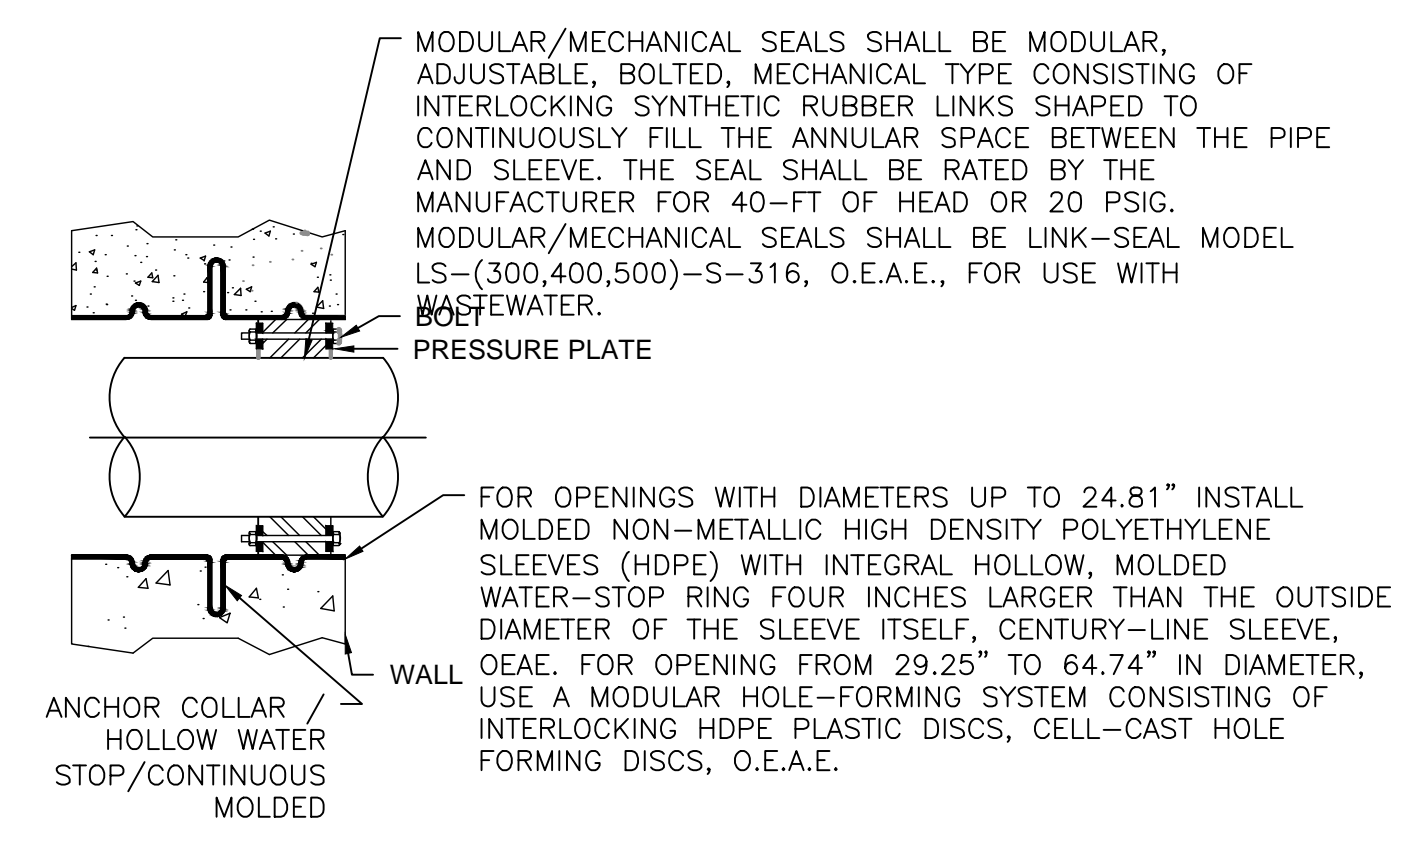 MODULAR/MECHANICAL SEALS SHALL BE MODULAR,
ADJUSTABLE, BOLTED, MECHANICAL TYPE CONSISTING OF
INTERLOCKING SYNTHETIC RUBBER LINKS SHAPED TO
CONTINUOUSLY FILL THE ANNULAR SPACE BETWEEN THE PIPE
AND SLEEVE. THE SEAL SHALL BE RATED BY THE
MANUFACTURER FOR 40-FT OF HEAD OR 20 PSIG.
MODULAR/MECHANICAL SEALS SHALL BE LINK-SEAL MODEL
LS-(300,400,500)-S-316, O.E.A.E., FOR USE WITH
WASTEWATER.
BOLT
PRESSURE PLATE
FOR OPENINGS WITH DIAMETERS UP TO 24.81” INSTALL
MOLDED NON-METALLIC HIGH DENSITY POLYETHYLENE
SLEEVES (HDPE) WITH INTEGRAL HOLLOW, MOLDED
WATER-STOP RING FOUR INCHES LARGER THAN THE OUTSIDE
DIAMETER OF THE SLEEVE ITSELF, CENTURY-LINE SLEEVE,
OEAE. FOR OPENING FROM 29.25” TO 64.74” IN DIAMETER,
USE A MODULAR HOLE-FORMING SYSTEM CONSISTING OF
INTERLOCKING HDPE PLASTIC DISCS, CELL-CAST HOLE
FORMING DISCS, O.E.A.E.
WALL
ANCHOR COLLAR /
HOLLOW WATER
STOP/CONTINUOUS
MOLDED